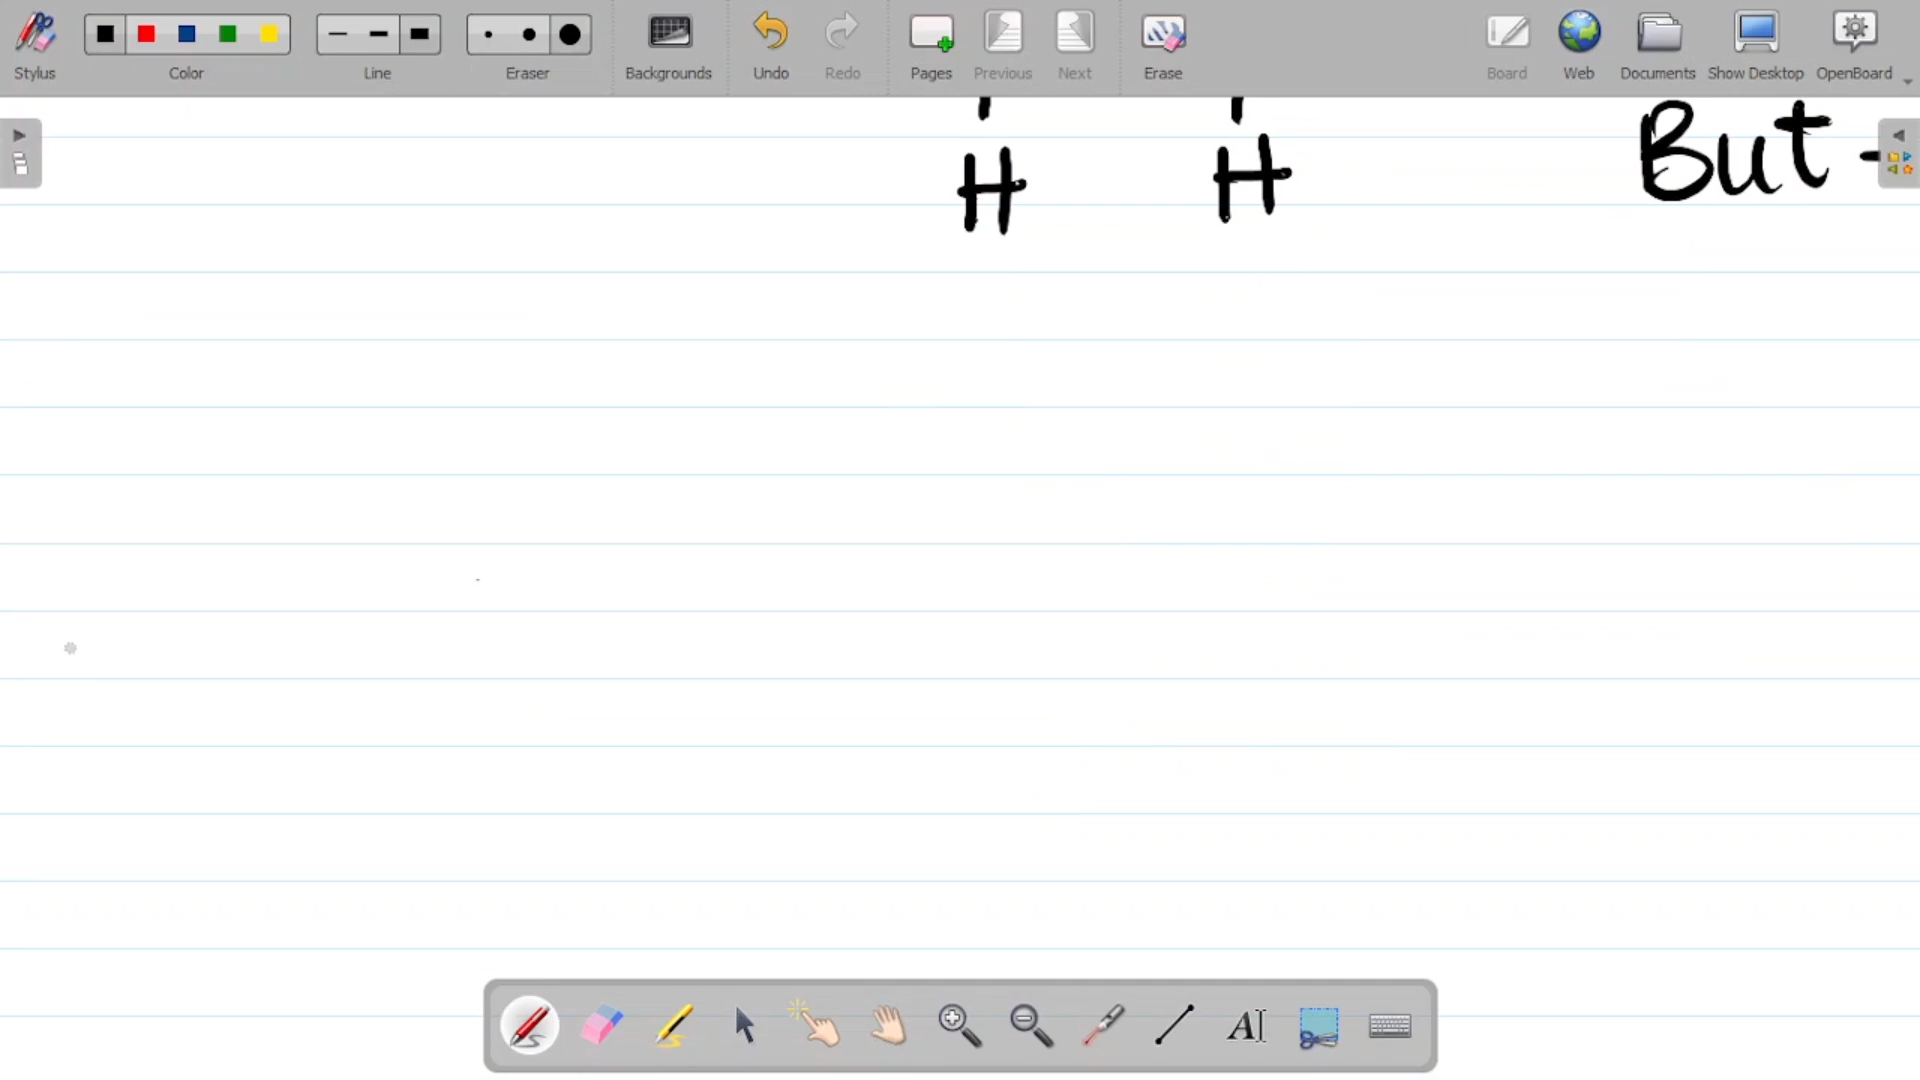 Stylus Color Line Eraser Backgrounds Undo Redo Pages Previous Next Erase Board Web Documents Show Desktop OpenBoard
H H But -
A